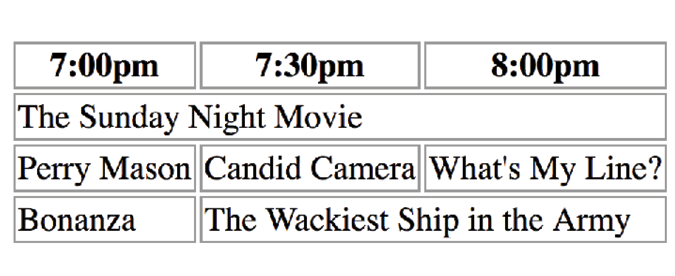 7:00pm 7:30pm 8:00pm
The Sunday Night Movie
Perry Mason Candid Camera What's My Line?
Bonanza The Wackiest Ship in the Army